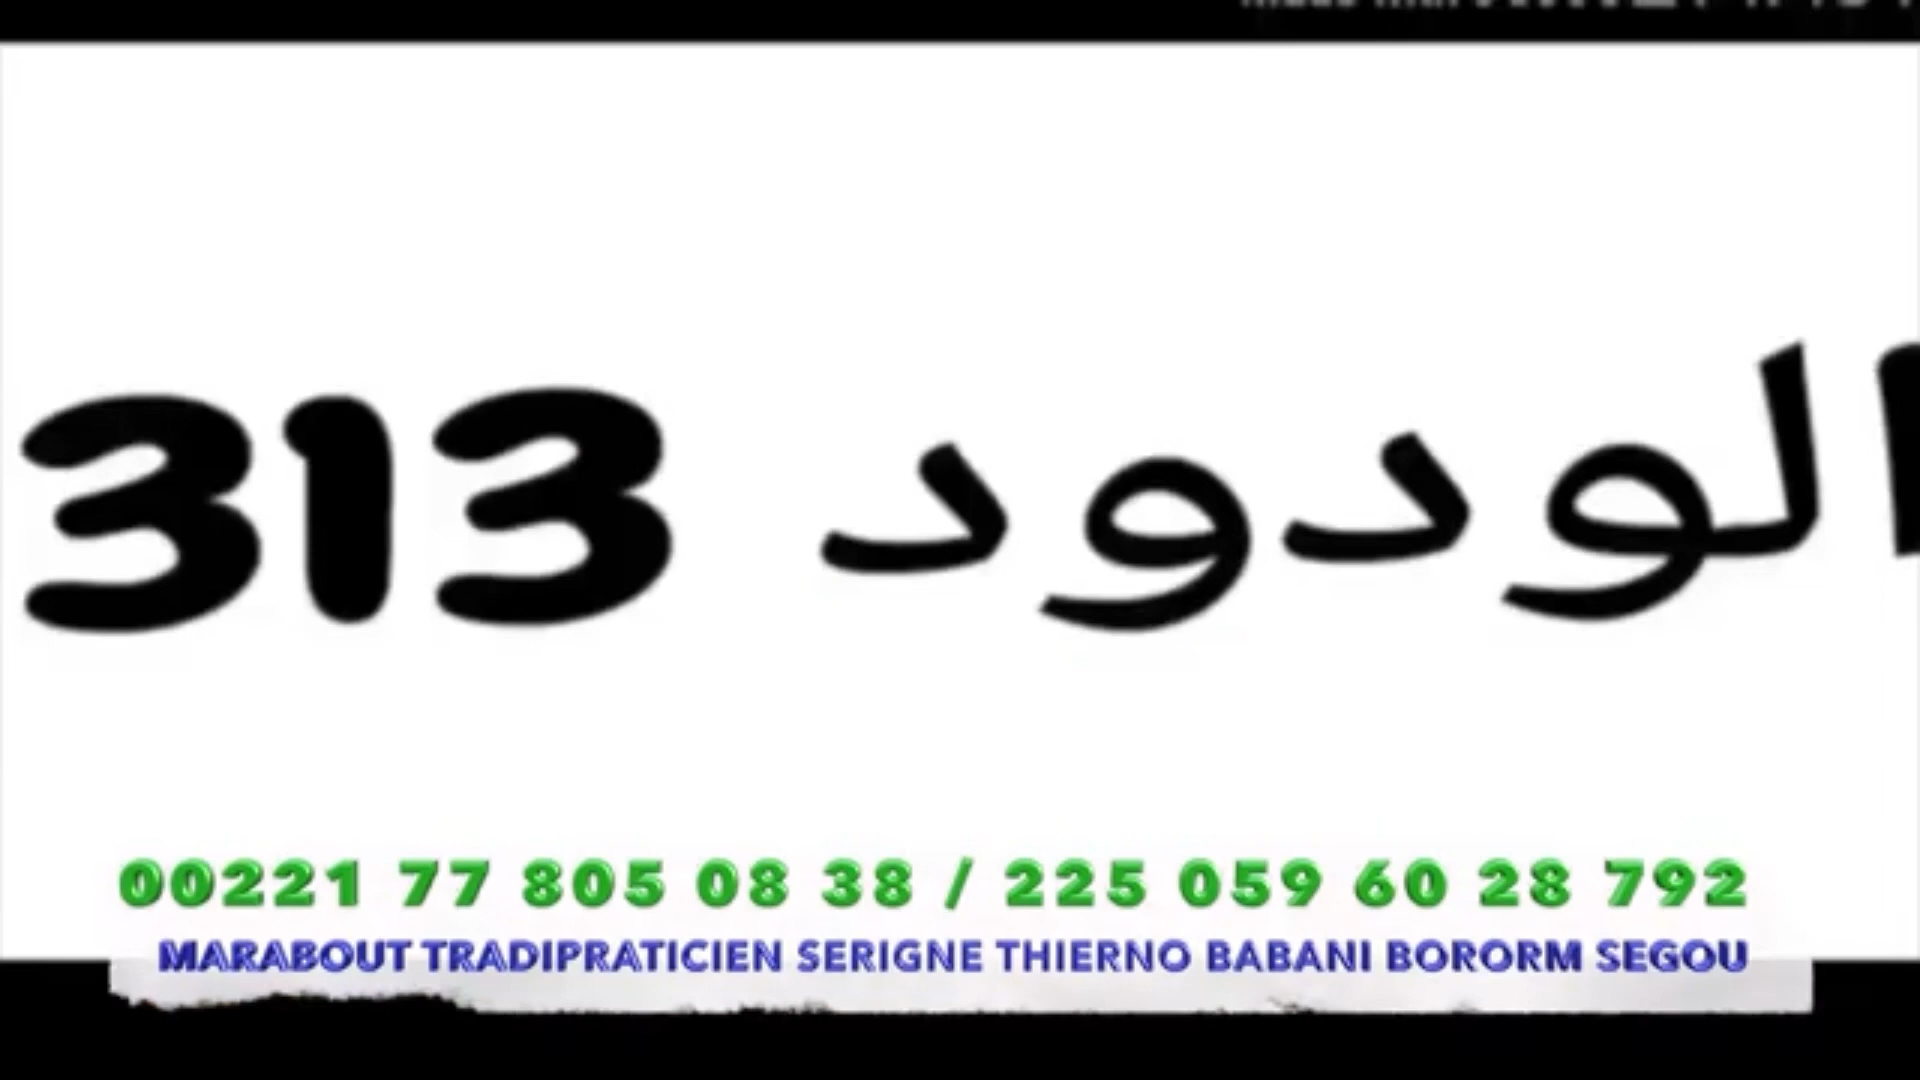 الودود 313
00221 77 805 08 38 / 225 059 60 28 792
MARABOUT TRADIPRATICIEN SERIGNE THIERNO BABANI BORORM SEGOU